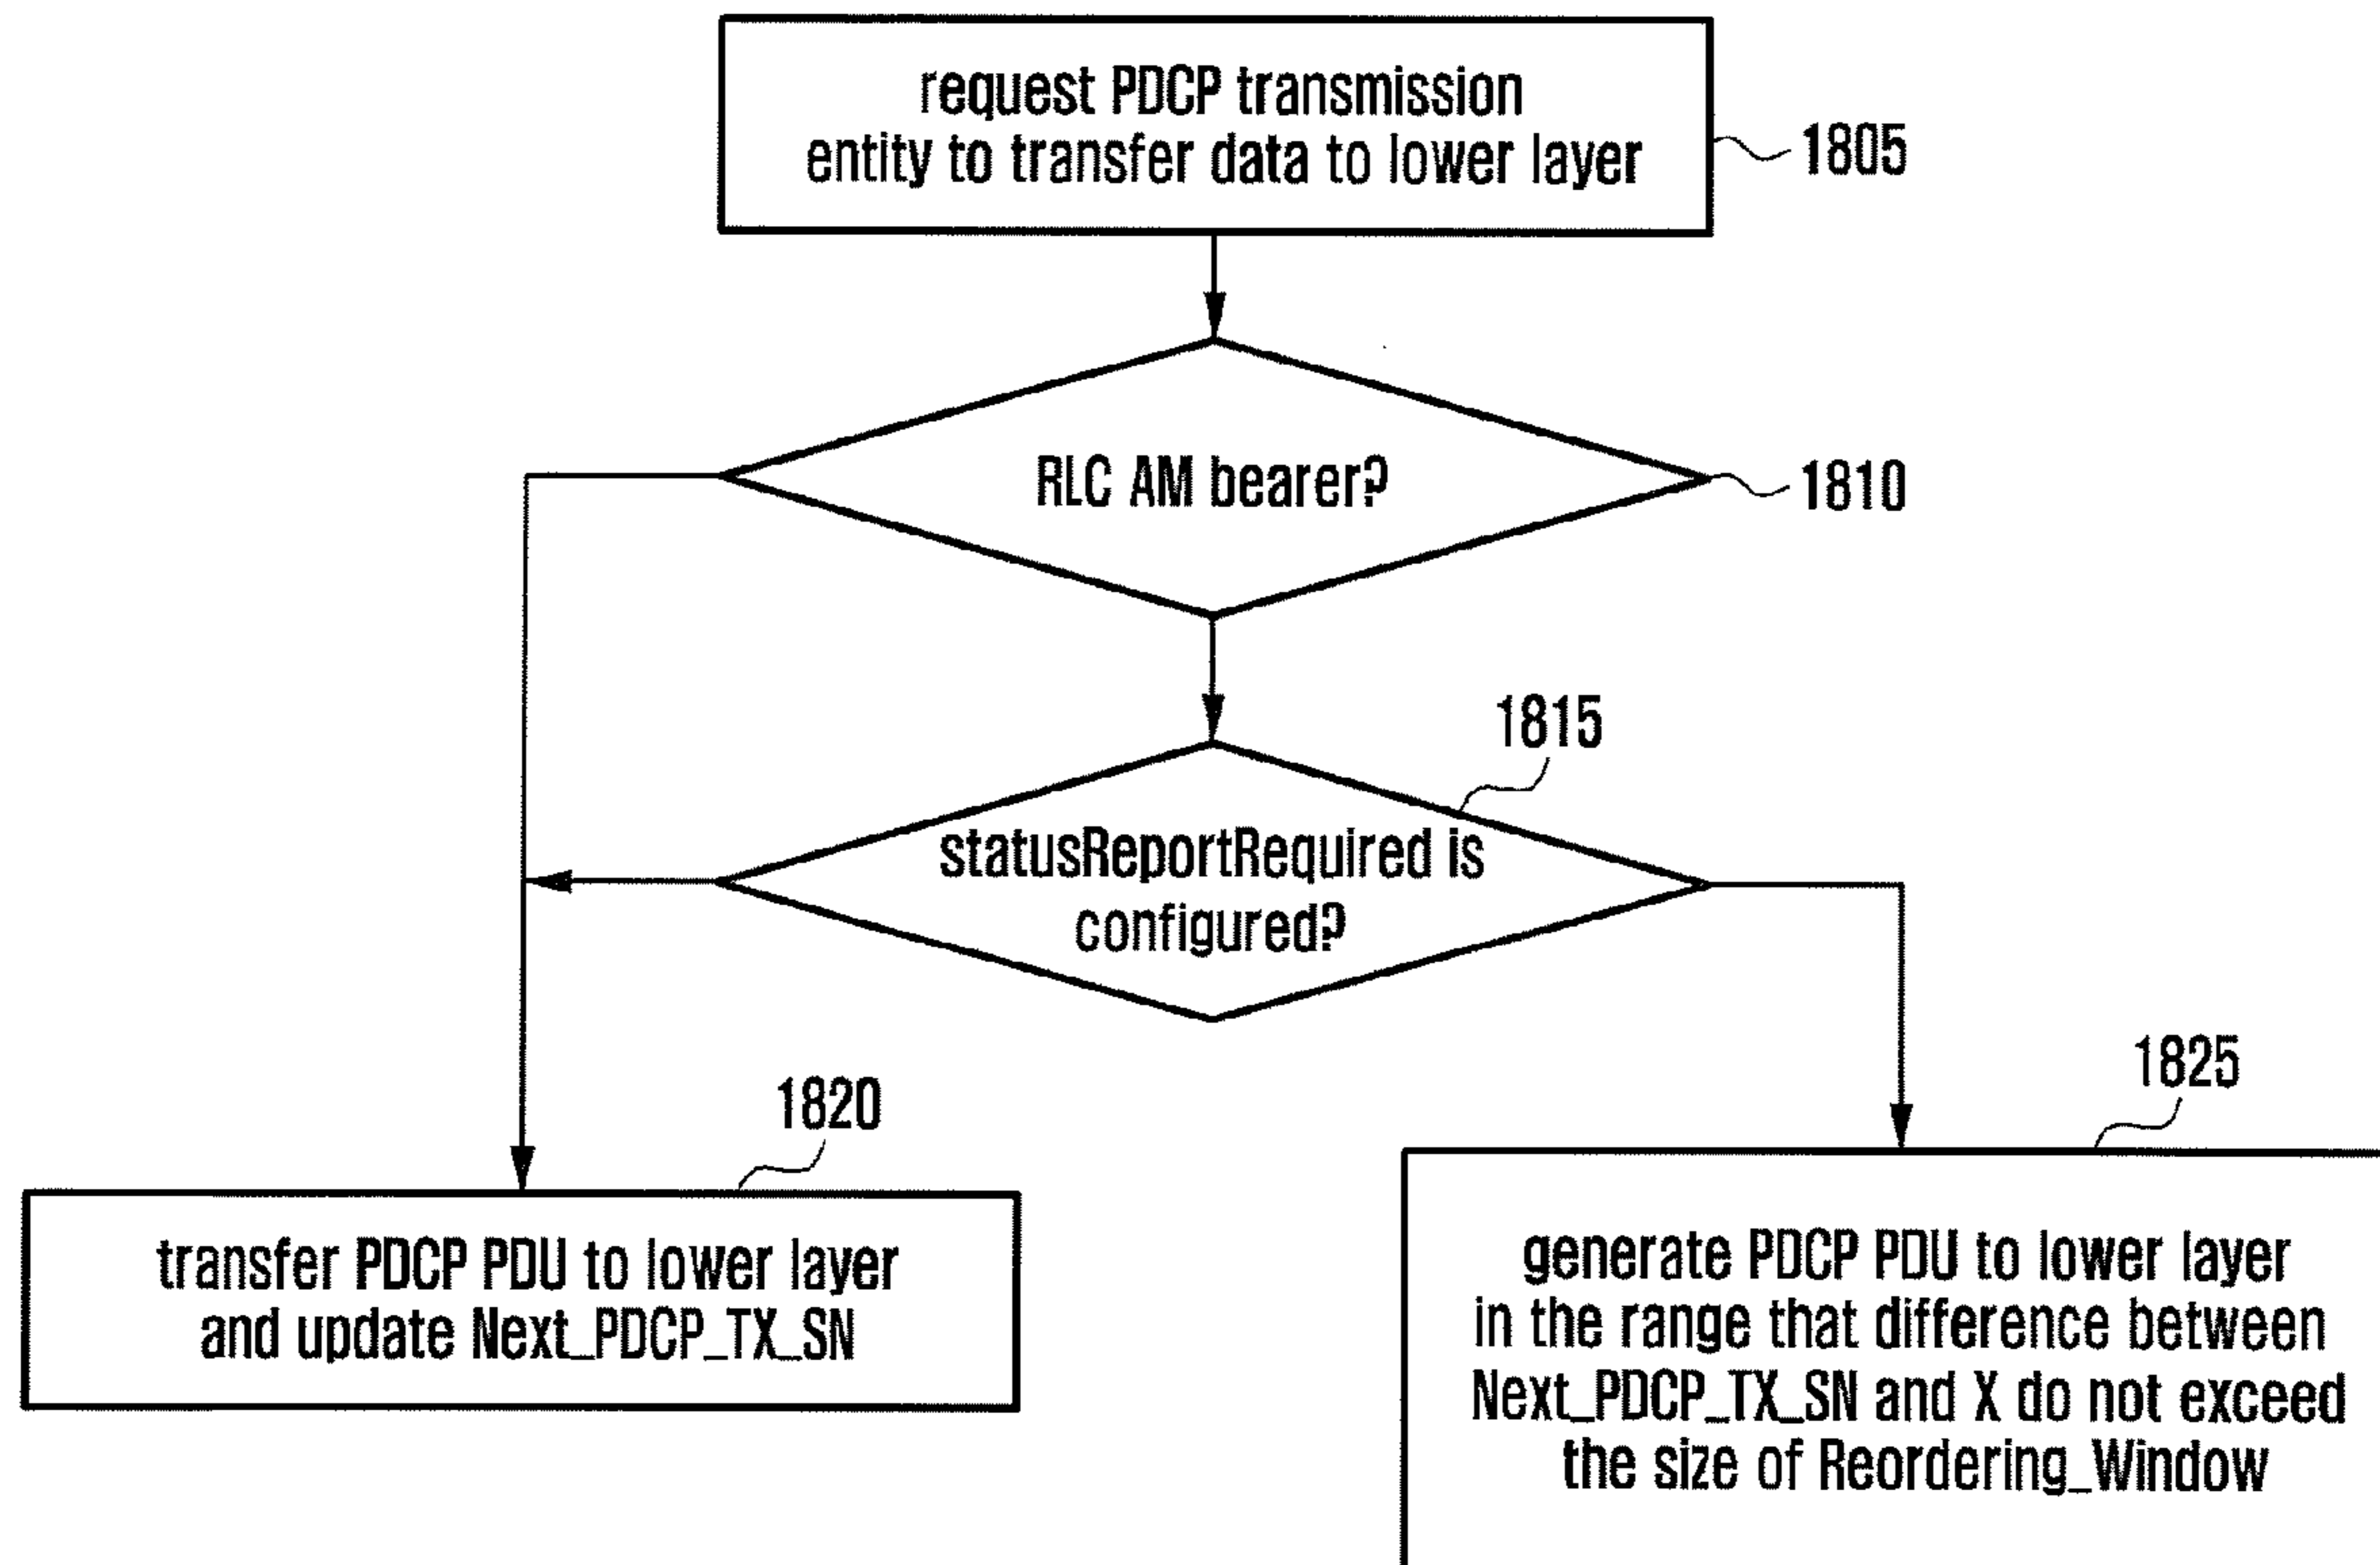 request PDCP transmission
entity to transfer data to lower layer
1805
RLC AM bearer?
1810
1815
statusReportRequired is
configured?
1820
transfer PDCP PDU to lower layer
and update Next_PDCP_TX_SN
1825
generate PDCP PDU to lower layer
in the range that difference between
Next_PDCP_TX_SN and X do not exceed
the size of Reordering_Window